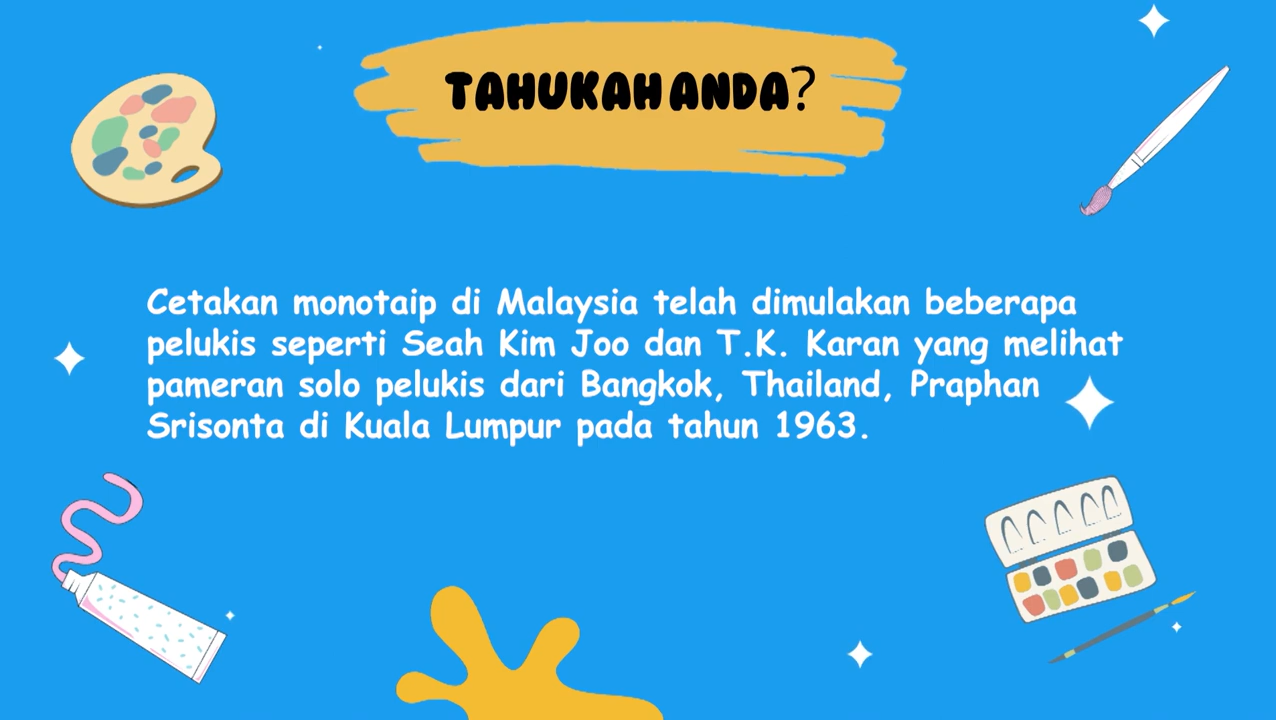 TAHUKAH ANDA?
Cetakan monotaip di Malaysia telah dimulakan beberapa
pelukis seperti Seah Kim Joo dan T.K. Karan yang melihat
pameran solo pelukis dari Bangkok, Thailand, Praphan
Srisonta di Kuala Lumpur pada tahun 1963.